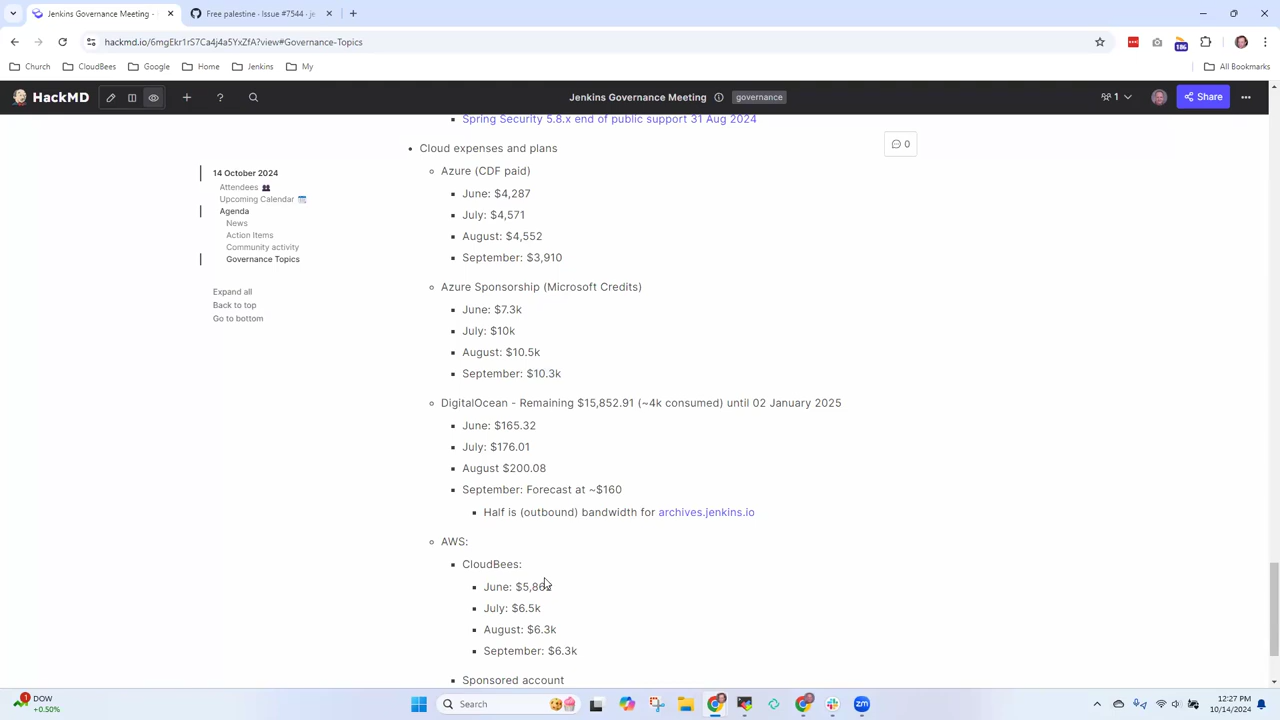 Jenkins Governance Meeting -
Free palestine · Issue #7544 · je
hackmd.io/6mgEkr1rS7Ca4j4a5YxZfA?view#Governance-Topics
186
Church
CloudBees
Google
Home
Jenkins
My
All Bookmarks
HackMD
Jenkins Governance Meeting
governance
1
Share
Spring Security 5.8.x end of public support 31 Aug 2024
0
14 October 2024
Attendees
Upcoming Calendar
Agenda
News
Action Items
Community activity
Governance Topics
Expand all
Back to top
Go to bottom
Cloud expenses and plans
Azure (CDF paid)
June: $4,287
July: $4,571
August: $4,552
September: $3,910
Azure Sponsorship (Microsoft Credits)
June: $7.3k
July: $10k
August: $10.5k
September: $10.3k
DigitalOcean - Remaining $15,852.91 (~4k consumed) until 02 January 2025
June: $165.32
July: $176.01
August $200.08
September: Forecast at ~$160
Half is (outbound) bandwidth for archives.jenkins.io
AWS:
CloudBees:
June:
July: $6.5k
August: $6.3k
September: $6.3k
Sponsored account
1
DOW
+0.50%
Search
12:27 PM
10/14/2024